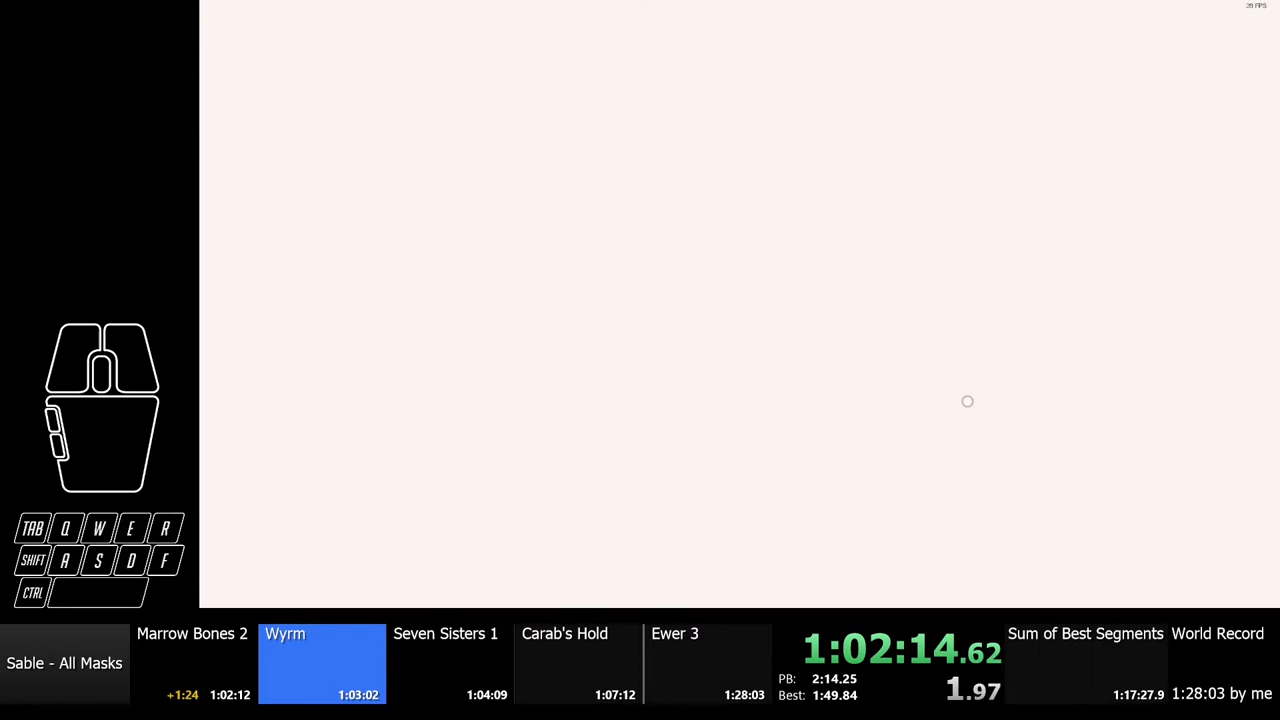 29 FPS
TAB Q W E R
SHIFT A S D F
CTRL
Sable - All Masks
Marrow Bones 2
+1:24 1:02:12
Wyrm
1:03:02
Seven Sisters 1
1:04:09
Carab's Hold
1:07:12
Ewer 3
1:28:03
1:02:14.62
PB: 2:14.25
Best: 1:49.84
1.97
Sum of Best Segments
1:17:27.9
World Record
1:28:03 by me